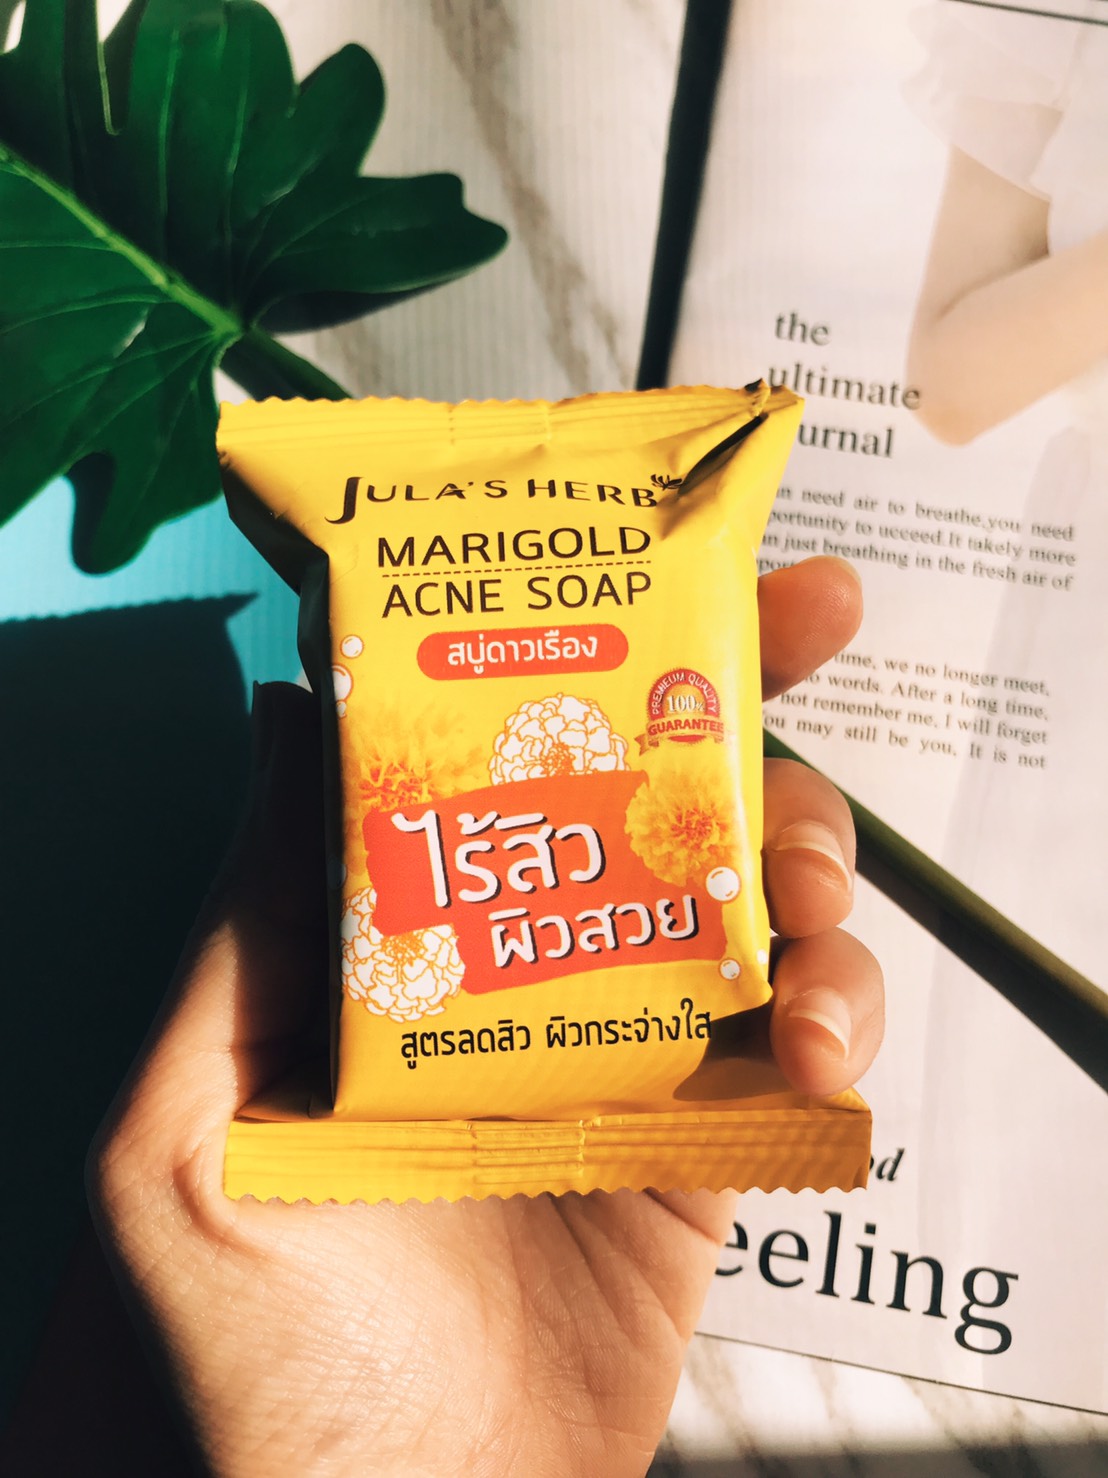 JULA'S HERB
MARIGOLD
ACNE SOAP
สบู่ดาวเรือง
PREMIUM QUALITY
100%
GUARANTEE
ไร้สิว
ผิวสวย
สูตรลดสิว ผิวกระจ่างใส
the
ultimate
urnal
need air to breathe,you need
portunity to ucceed.It takely more
just breathing in the fresh air of
time, we no longer meet,
words. After a long time,
not remember me, I will forget
You may still be you, It is not
eeling